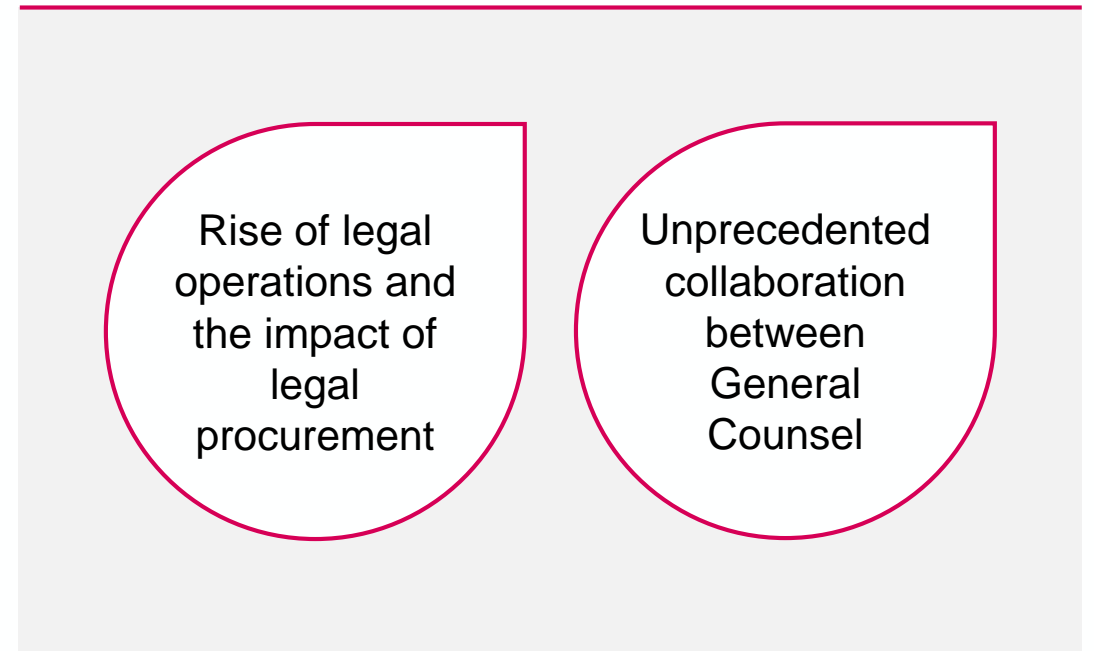 Rise of legal
operations and
the impact of
legal
procurement
Unprecedented
collaboration
between
General
Counsel